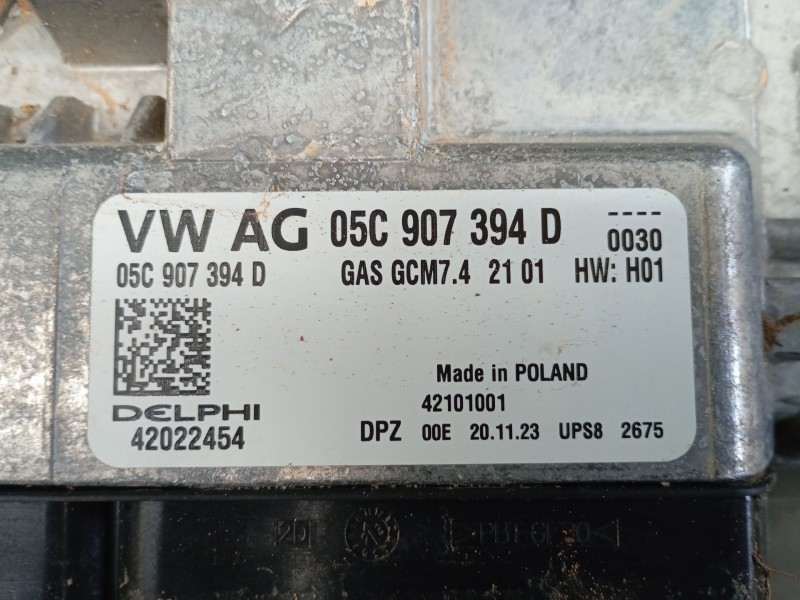 VW AG 05C 907 394 D ----
0030
05C 907 394 D GAS GCM7.4 21 01 HW: H01
Made in POLAND
DELPHI 42101001
42022454 DPZ 00E 20.11.23 UPS8 2675
2D